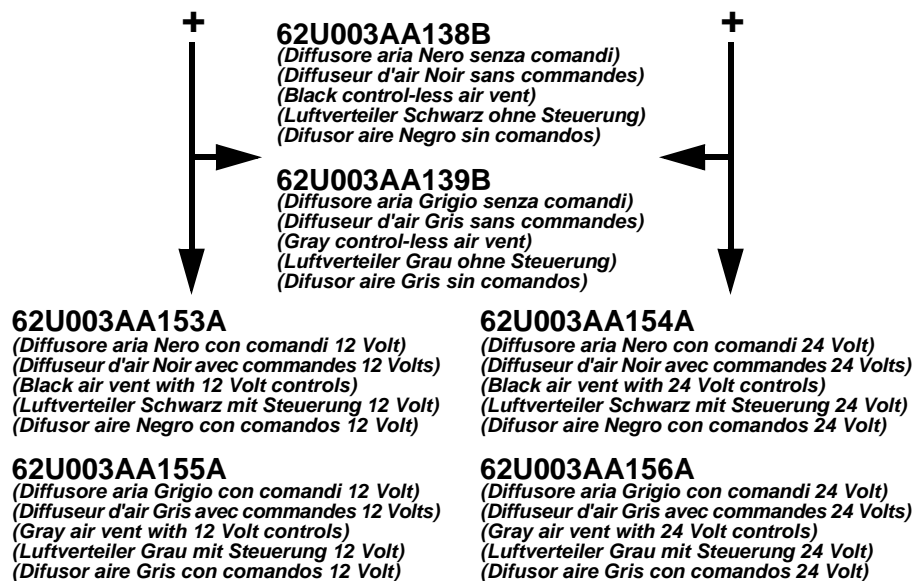 + +
62U003AA138B
(Diffusore aria Nero senza comandi)
(Diffuseur d'air Noir sans commandes)
(Black control-less air vent)
(Luftverteiler Schwarz ohne Steuerung)
(Difusor aire Negro sin comandos)
62U003AA139B
(Diffusore aria Grigio senza comandi)
(Diffuseur d'air Gris sans commandes)
(Gray control-less air vent)
(Luftverteiler Grau ohne Steuerung)
(Difusor aire Gris sin comandos)
62U003AA153A
(Diffusore aria Nero con comandi 12 Volt)
(Diffuseur d'air Noir avec commandes 12 Volts)
(Black air vent with 12 Volt controls)
(Luftverteiler Schwarz mit Steuerung 12 Volt)
(Difusor aire Negro con comandos 12 Volt)
62U003AA155A
(Diffusore aria Grigio con comandi 12 Volt)
(Diffuseur d'air Gris avec commandes 12 Volts)
(Gray air vent with 12 Volt controls)
(Luftverteiler Grau mit Steuerung 12 Volt)
(Difusor aire Gris con comandos 12 Volt)
62U003AA154A
(Diffusore aria Nero con comandi 24 Volt)
(Diffuseur d'air Noir avec commandes 24 Volts)
(Black air vent with 24 Volt controls)
(Luftverteiler Schwarz mit Steuerung 24 Volt)
(Difusor aire Negro con comandos 24 Volt)
62U003AA156A
(Diffusore aria Grigio con comandi 24 Volt)
(Diffuseur d'air Gris avec commandes 24 Volts)
(Gray air vent with 24 Volt controls)
(Luftverteiler Grau mit Steuerung 24 Volt)
(Difusor aire Gris con comandos 24 Volt)